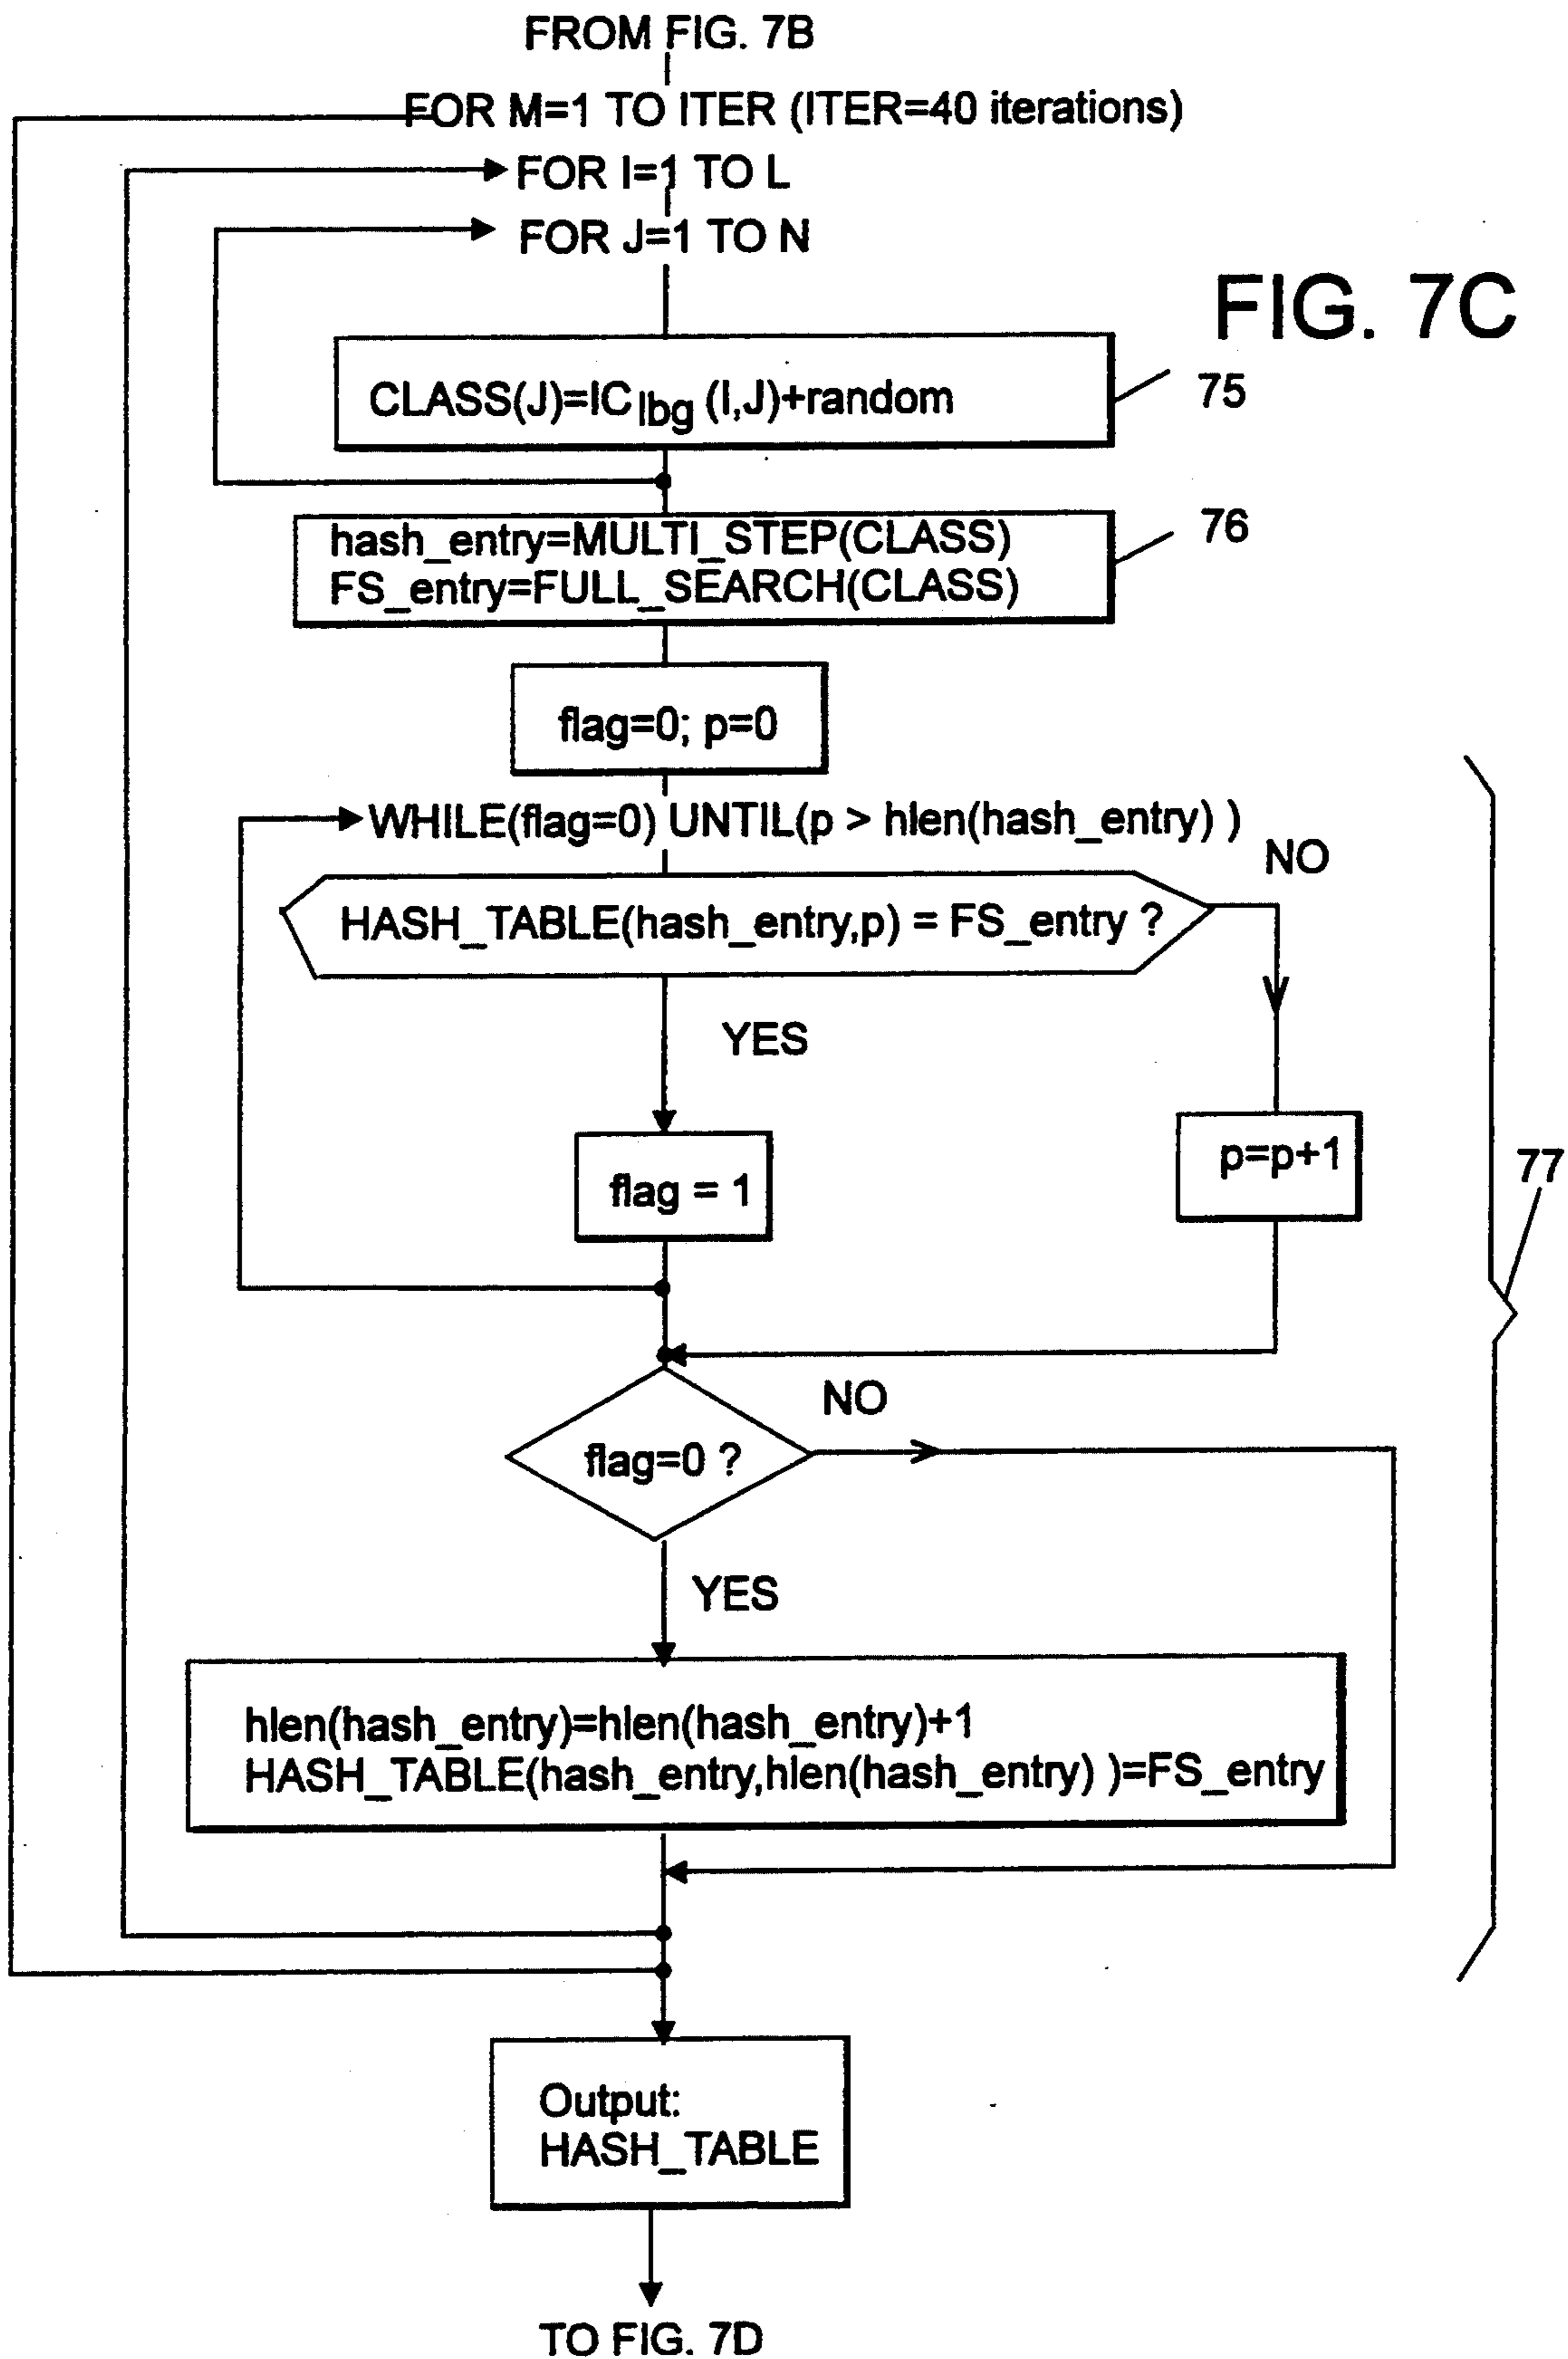 FROM FIG. 7B
FOR M=1 TO ITER (ITER=40 iterations)
FOR I=1 TO L
FOR J=1 TO N
FIG. 7C
CLASS(J)=IC lbg (I,J)+random
75
hash_entry=MULTI_STEP(CLASS)
FS_entry=FULL_SEARCH(CLASS)
76
flag=0; p=0
WHILE(flag=0) UNTIL(p > hlen(hash_entry) )
NO
HASH_TABLE(hash_entry,p) = FS_entry ?
YES
flag = 1
p=p+1
77
NO
flag=0 ?
YES
hlen(hash_entry)=hlen(hash_entry)+1
HASH_TABLE(hash_entry,hlen(hash_entry) )=FS_entry
Output:
HASH_TABLE
TO FIG. 7D